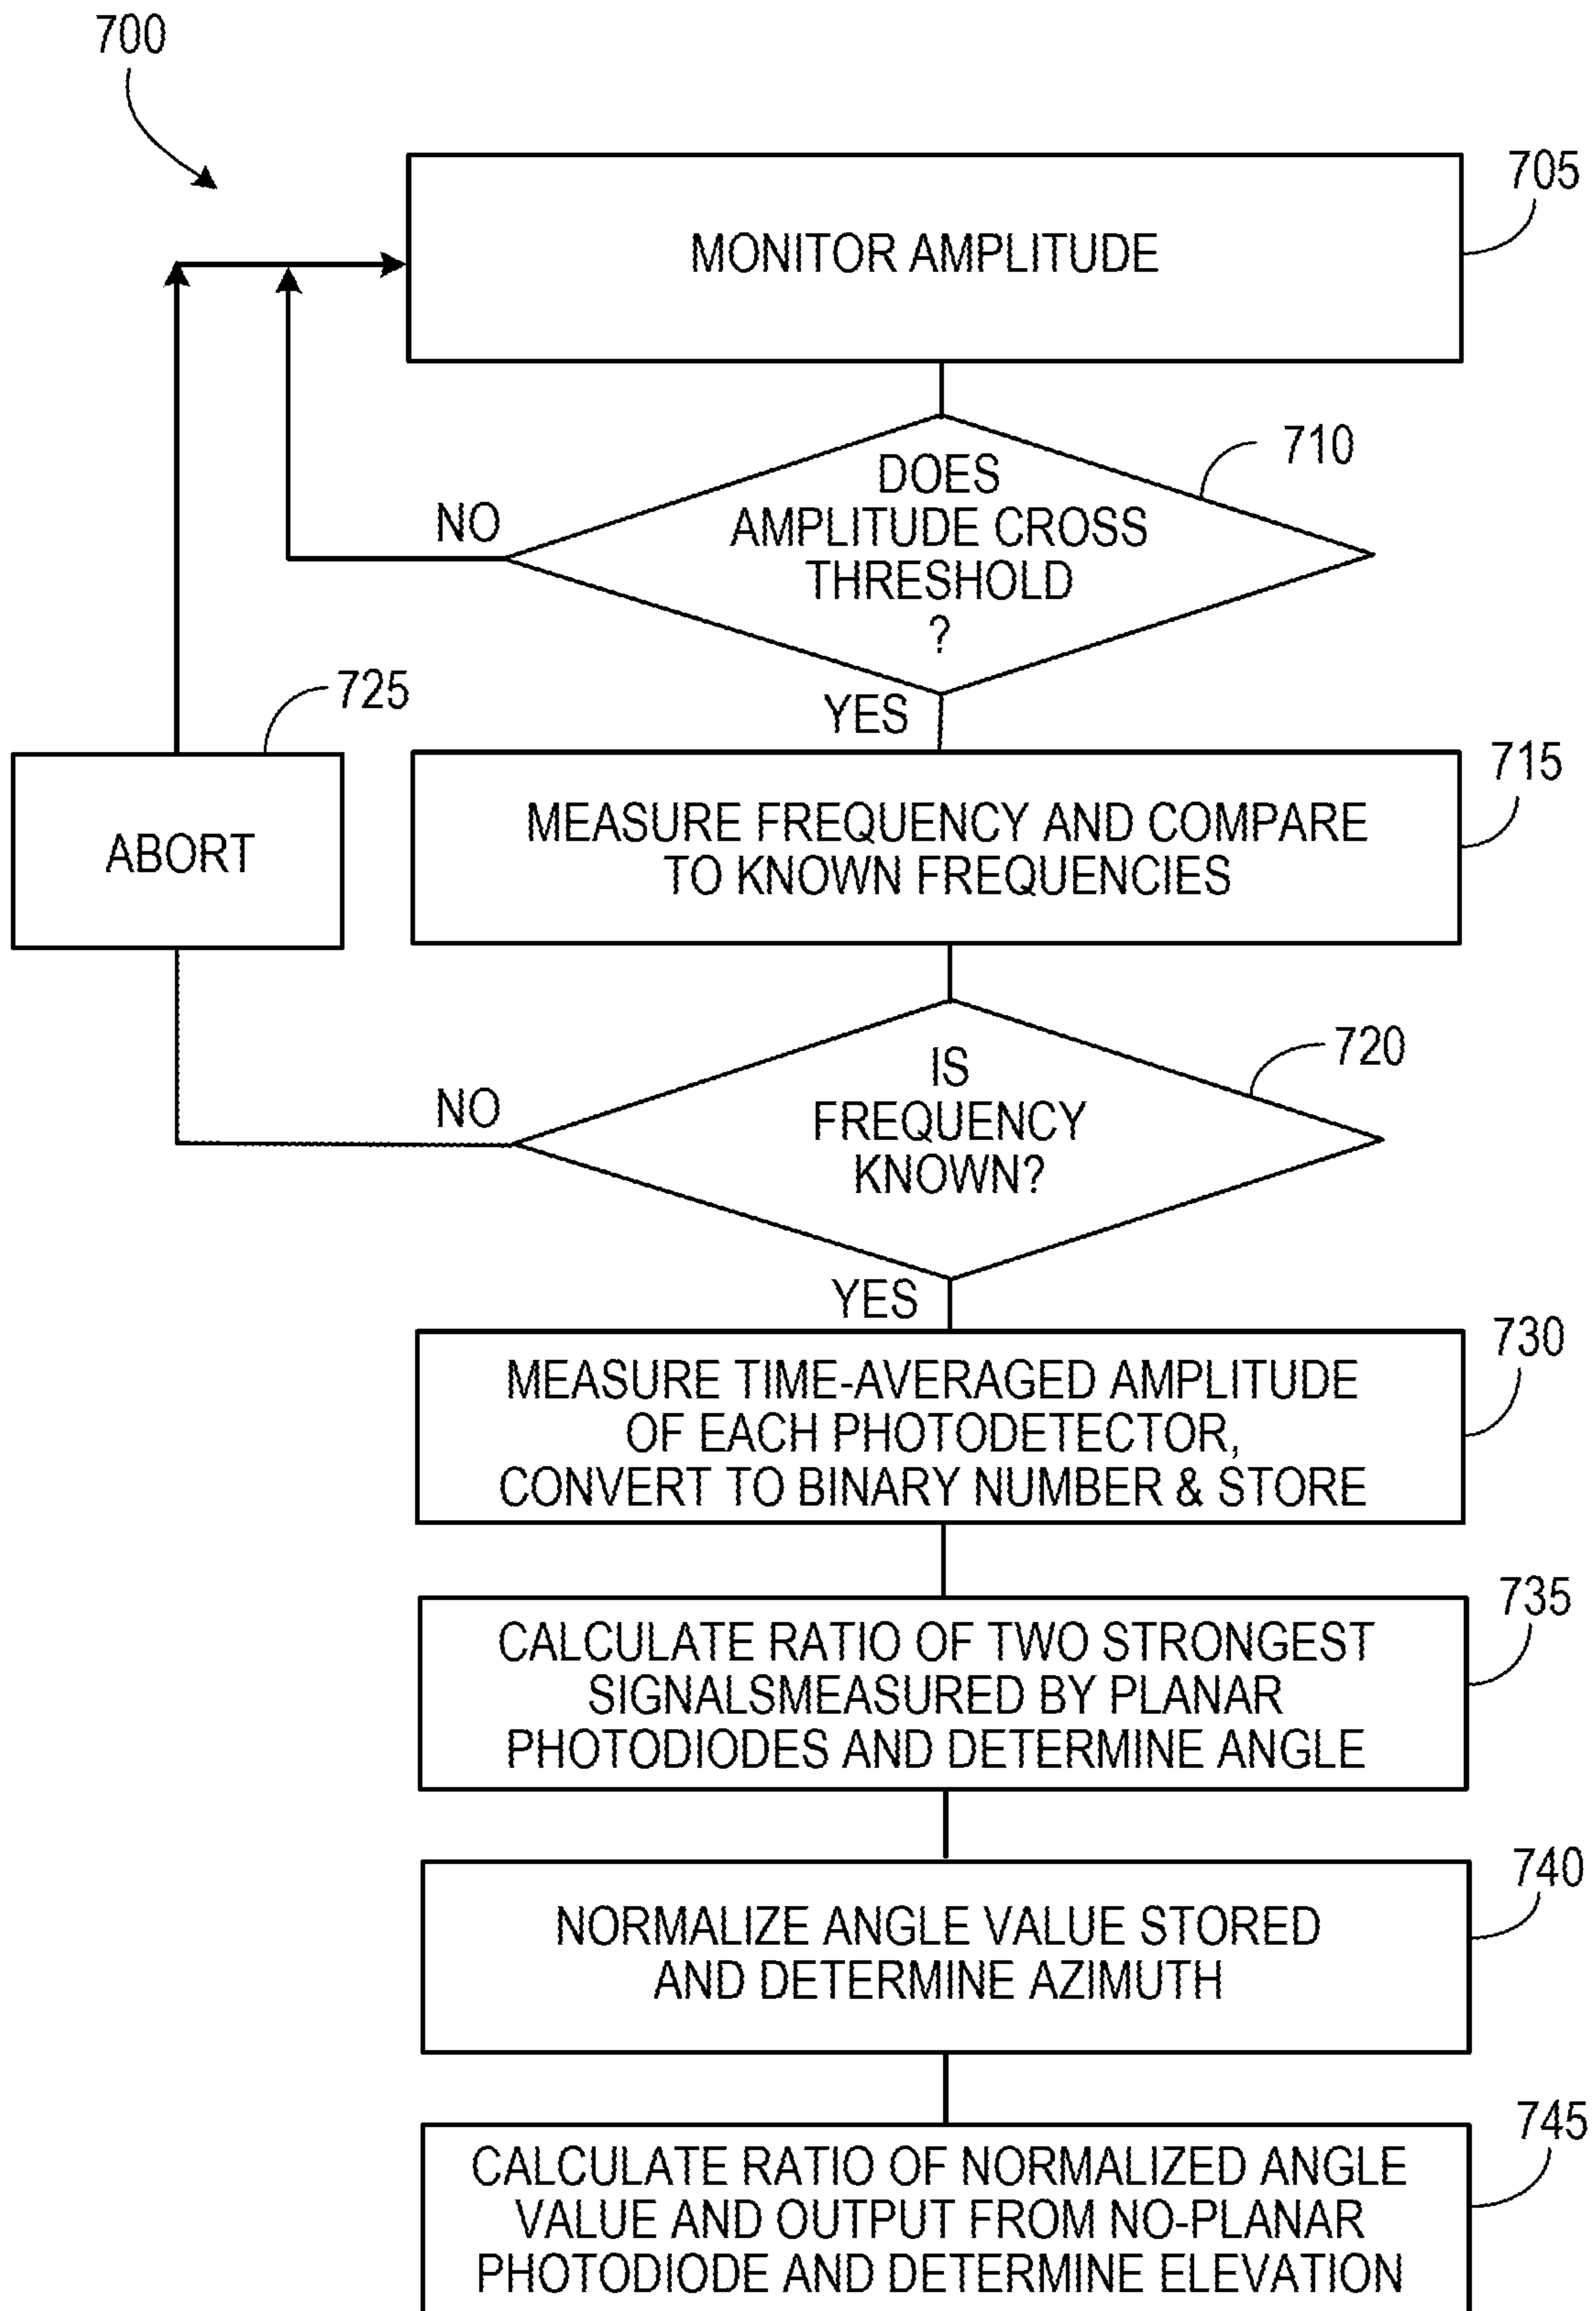 700
705
MONITOR AMPLITUDE
710
DOES
AMPLITUDE CROSS
THRESHOLD
?
NO
YES
725
ABORT
715
MEASURE FREQUENCY AND COMPARE
TO KNOWN FREQUENCIES
720
IS
FREQUENCY
KNOWN?
NO
YES
730
MEASURE TIME-AVERAGED AMPLITUDE
OF EACH PHOTODETECTOR,
CONVERT TO BINARY NUMBER & STORE
735
CALCULATE RATIO OF TWO STRONGEST
SIGNALSMEASURED BY PLANAR
PHOTODIODES AND DETERMINE ANGLE
740
NORMALIZE ANGLE VALUE STORED
AND DETERMINE AZIMUTH
745
CALCULATE RATIO OF NORMALIZED ANGLE
VALUE AND OUTPUT FROM NO-PLANAR
PHOTODIODE AND DETERMINE ELEVATION